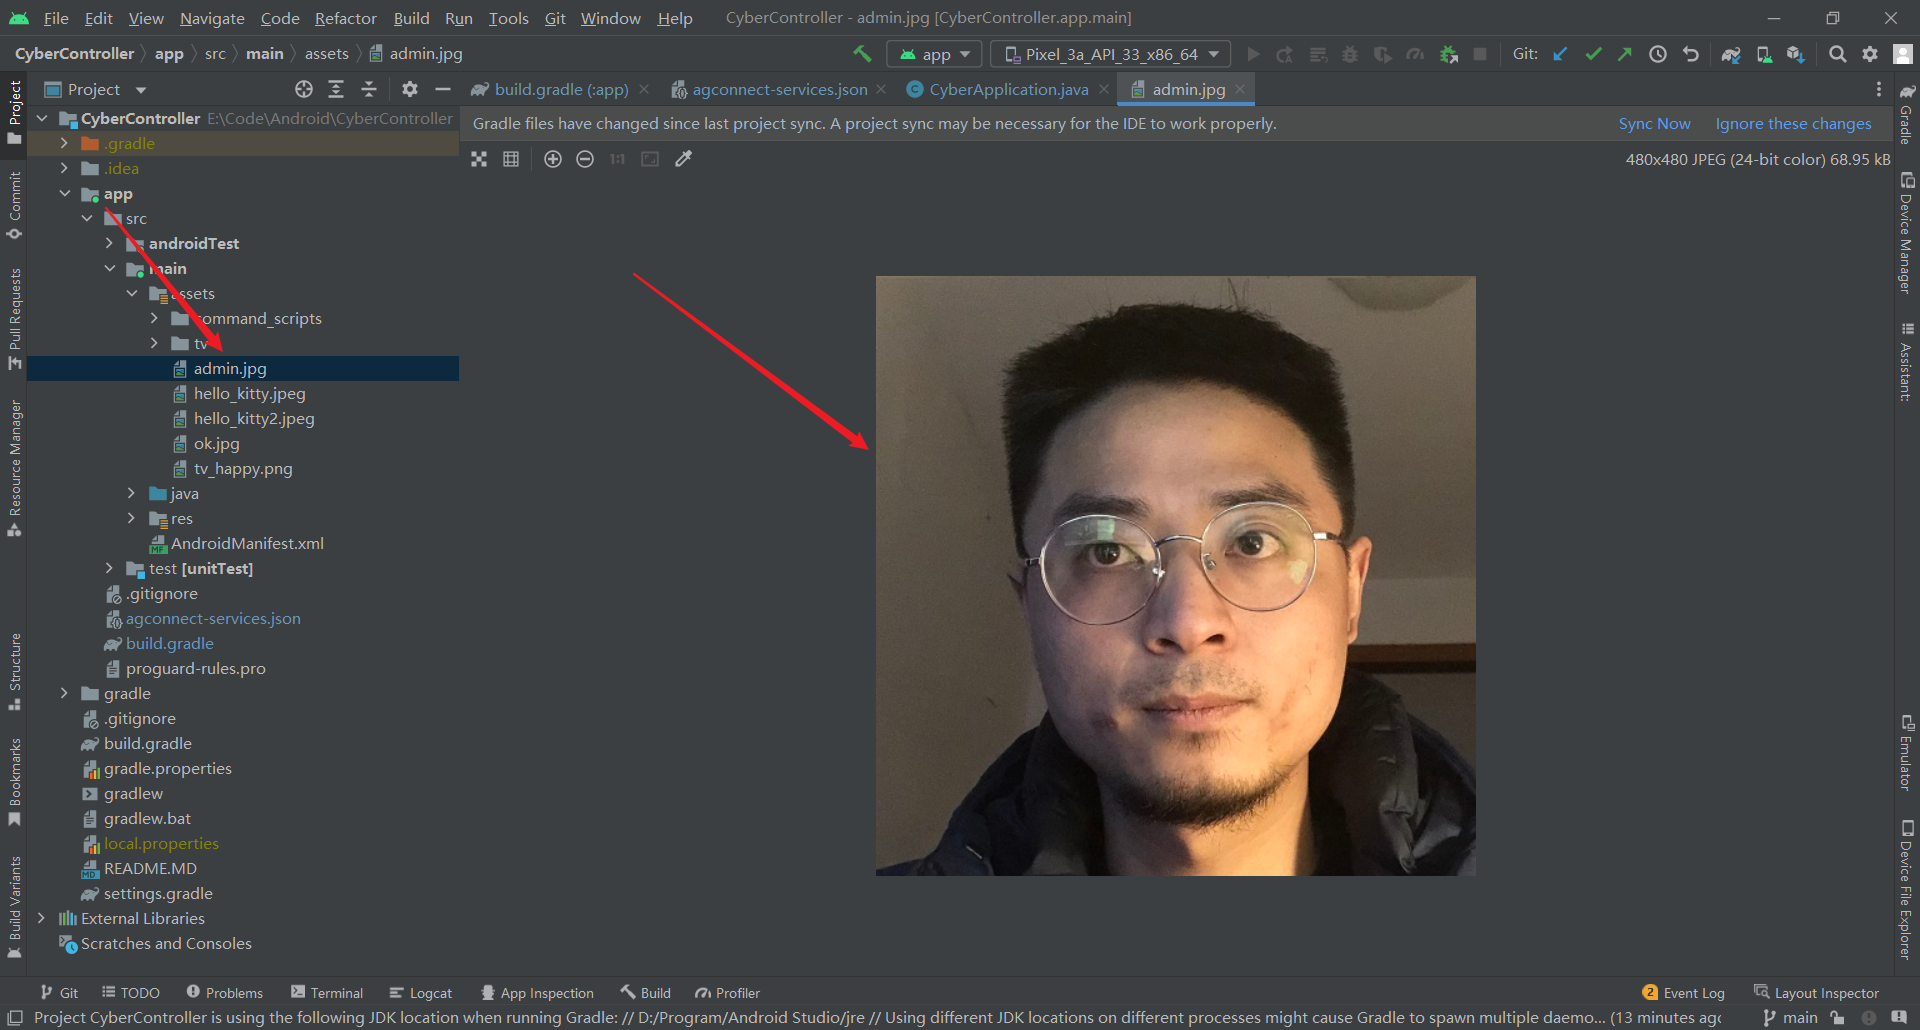 File Edit View Navigate Code Refactor Build Run Tools Git Window Help CyberController - admin.jpg [CyberController.app.main]
CyberController app src main assets admin.jpg app Pixel_3a_API_33_x86_64 Git:
Project build.gradle (:app) agconnect-services.json CyberApplication.java admin.jpg
Gradle files have changed since last project sync. A project sync may be necessary for the IDE to work properly. Sync Now Ignore these changes
1:1 480x480 JPEG (24-bit color) 68.95 kB
CyberController E:\Code\Android\CyberController
.gradle
.idea
app
src
androidTest
main
assets
command_scripts
tv
admin.jpg
hello_kitty.jpeg
hello_kitty2.jpeg
ok.jpg
tv_happy.png
java
res
AndroidManifest.xml
test [unitTest]
.gitignore
agconnect-services.json
build.gradle
proguard-rules.pro
gradle
.gitignore
build.gradle
gradle.properties
gradlew
gradlew.bat
local.properties
README.MD
settings.gradle
External Libraries
Scratches and Consoles
Project
Commit
Pull Requests
Resource Manager
Structure
Bookmarks
Build Variants
Gradle
Device Manager
Assistant:
Emulator
Device File Explorer
Git TODO Problems Terminal Logcat App Inspection Build Profiler 2 Event Log Layout Inspector
Project CyberController is using the following JDK location when running Gradle: // D:/Program/Android Studio/jre // Using different JDK locations on different processes might cause Gradle to spawn multiple daemo... (13 minutes agc main